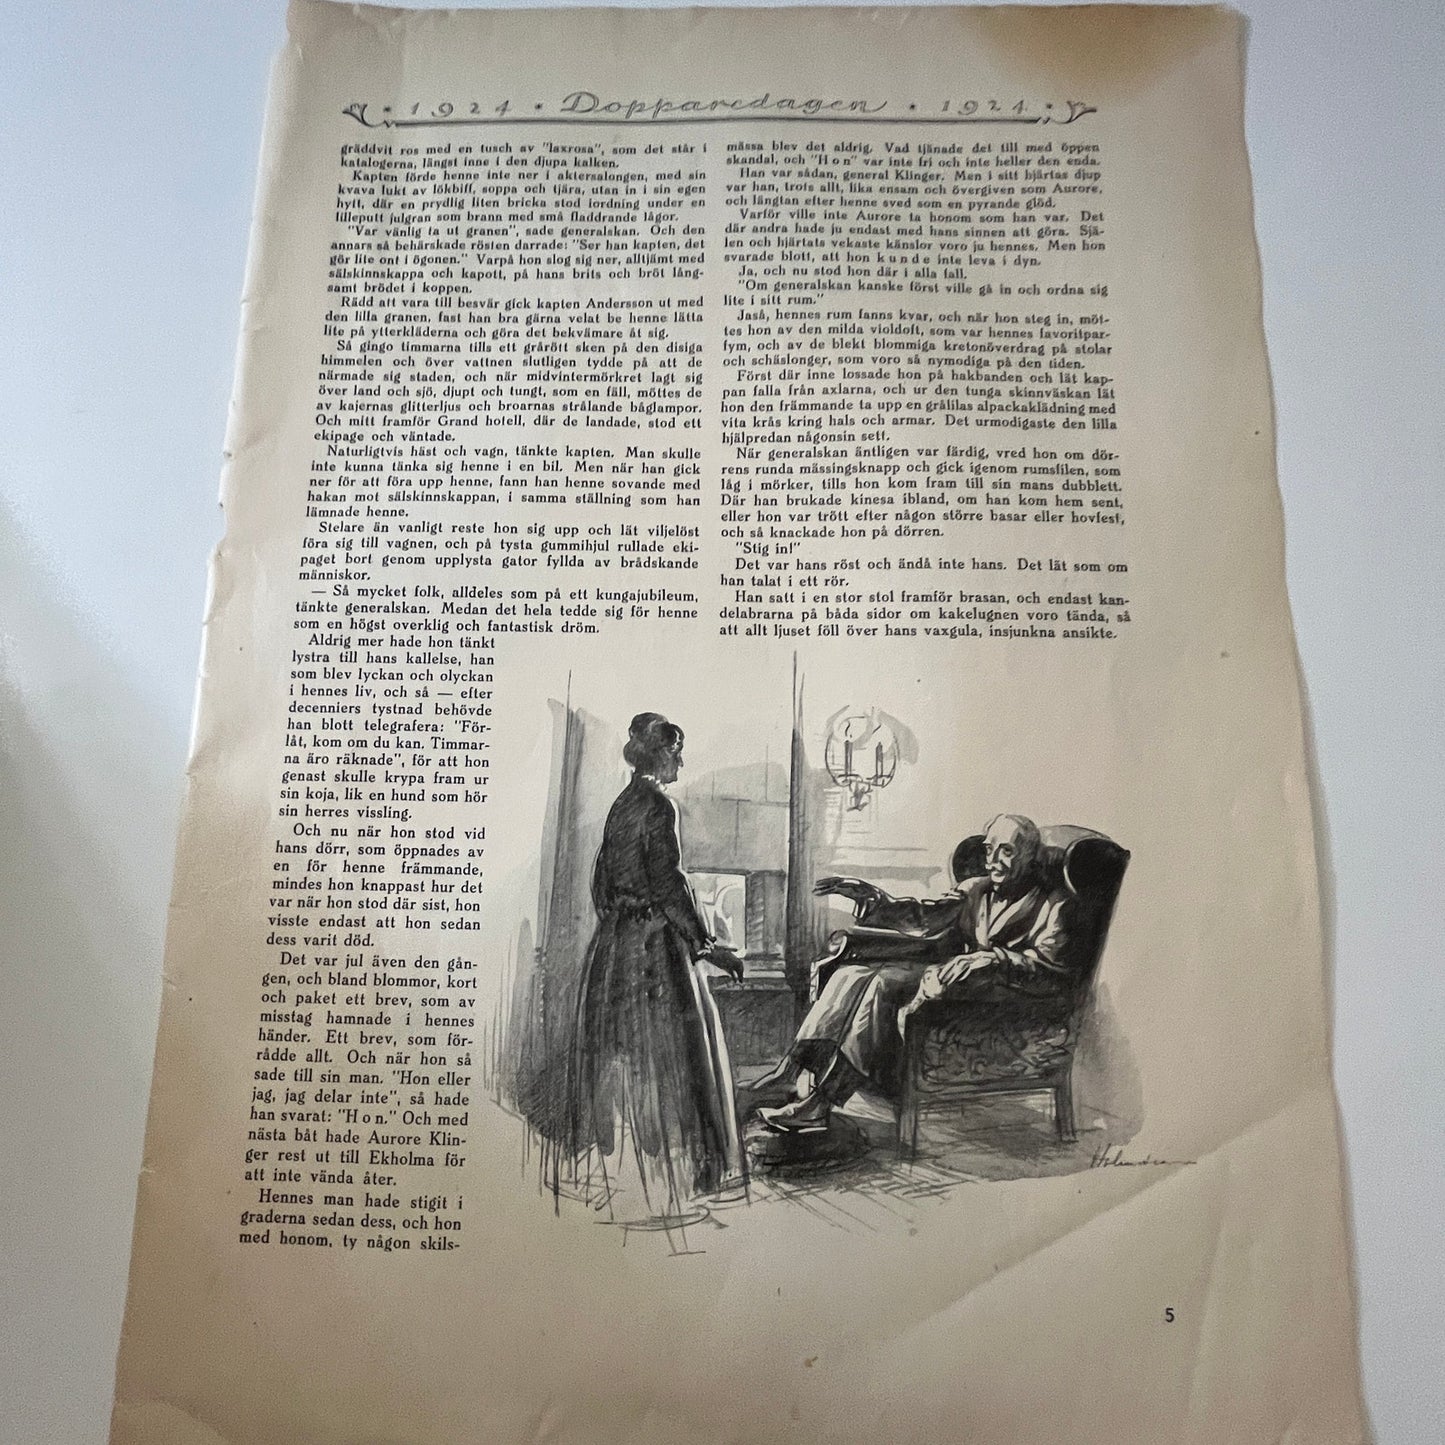 1924 • Dopparedagen • 1924
gräddvit ros med en tusch av "laxrosa", som det står i
katalogerna, längst inne i den djupa kalken.
Kapten förde henne inte ner i aktersalongen, med sin
kvava lukt av lökbiff, soppa och tjära, utan in i sin egen
hytt, där en prydlig liten bricka stod iordning under en
lilleputt julgran som brann med små fladdrande lågor.
"Var vänlig ta ut granen", sade generalskan. Och den
annars så behärskade rösten darrade: "Ser han kapten, det
gör lite ont i ögonen." Varpå hon slog sig ner, alltjämt med
sälskinnskappa och kapott, på hans brits och bröt lång-
samt brödet i koppen.
Rädd att vara till besvär gick kapten Andersson ut med
den lilla granen, fast han bra gärna velat be henne lätta
lite på ytterkläderna och göra det bekvämare åt sig.
Så gingo timmarna tills ett grårött sken på den disiga
himmelen och över vattnen slutligen tydde på att de
närmade sig staden, och när midvintermörkret lagt sig
över land och sjö, djupt och tungt, som en fäll, möttes de
av kajernas glitterljus och broarnas strålande båglampor.
Och mitt framför Grand hotell, där de landade, stod ett
ekipage och väntade.
Naturligtvis häst och vagn, tänkte kapten. Man skulle
inte kunna tänka sig henne i en bil. Men när han gick
ner för att föra upp henne, fann han henne sovande med
hakan mot sälskinnskappan, i samma ställning som han
lämnade henne.
Stelare än vanligt reste hon sig upp och lät viljelöst
föra sig till vagnen, och på tysta gummihjul rullade eki-
paget bort genom upplysta gator fyllda av brådskande
människor.
— Så mycket folk, alldeles som på ett kungajubileum,
tänkte generalskan. Medan det hela tedde sig för henne
som en högst overklig och fantastisk dröm.
Aldrig mer hade hon tänkt
lystra till hans kallelse, han
som blev lyckan och olyckan
i hennes liv, och så — efter
decenniers tystnad behövde
han blott telegrafera: "För-
låt, kom om du kan. Timmar-
na äro räknade", för att hon
genast skulle krypa fram ur
sin koja, lik en hund som hör
sin herres vissling.
Och nu när hon stod vid
hans dörr, som öppnades av
en för henne främmande,
mindes hon knappast hur det
var när hon stod där sist, hon
visste endast att hon sedan
dess varit död.
Det var jul även den gån-
gen, och bland blommor, kort
och paket ett brev, som av
misstag hamnade i hennes
händer. Ett brev, som för-
rådde allt. Och när hon så
sade till sin man. "Hon eller
jag, jag delar inte", så hade
han svarat: "H o n." Och med
nästa båt hade Aurore Klin-
ger rest ut till Ekholma för
att inte vända åter.
Hennes man hade stigit i
graderna sedan dess, och hon
med honom, ty någon skils-
mässa blev det aldrig. Vad tjänade det till med öppen
skandal, och "H o n" var inte fri och inte heller den enda.
Han var sådan, general Klinger. Men i sitt hjärtas djup
var han, trots allt, lika ensam och övergiven som Aurore,
och längtan efter henne sved som en pyrande glöd.
Varför ville inte Aurore ta honom som han var. Det
där andra hade ju endast med hans sinnen att göra. Sjä-
len och hjärtats vekaste känslor voro ju hennes. Men hon
svarade blott, att hon k u n d e inte leva i dyn.
Ja, och nu stod hon där i alla fall.
"Om generalskan kanske först ville gå in och ordna sig
lite i sitt rum."
Jaså, hennes rum fanns kvar, och när hon steg in, möt-
tes hon av den milda violdoft, som var hennes favoritpar-
fym, och av de blekt blommiga kretonöverdrag på stolar
och schäslonger, som voro så nymodiga på den tiden.
Först där inne lossade hon på hakbanden och lät kap-
pan falla från axlarna, och ur den tunga skinnväskan lät
hon den främmande ta upp en grålilas alpackaklädning med
vita krås kring hals och armar. Det urmodigaste den lilla
hjälpredan någonsin sett.
När generalskan äntligen var färdig, vred hon om dör-
rens runda mässingsknapp och gick igenom rumsfilen, som
låg i mörker, tills hon kom fram till sin mans dubblett.
Där han brukade kinesa ibland, om han kom hem sent,
eller hon var trött efter någon större basar eller hovfest,
och så knackade hon på dörren.
"Stig in!"
Det var hans röst och ändå inte hans. Det lät som om
han talat i ett rör.
Han satt i en stor stol framför brasan, och endast kan-
delabrarna på båda sidor om kakelugnen voro tända, så
att allt ljuset föll över hans vaxgula, insjunkna ansikte.
5